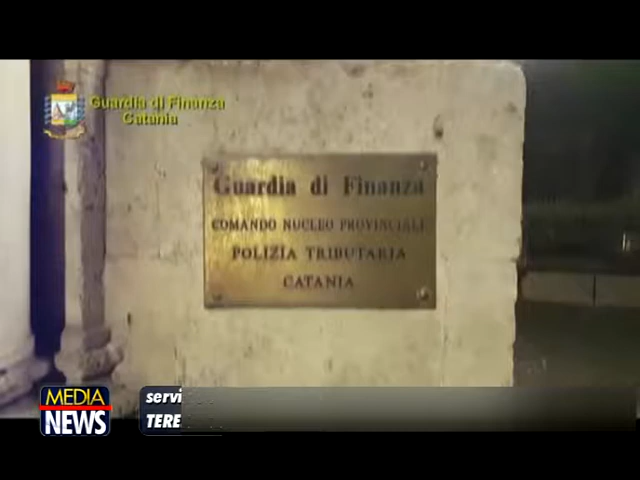 Guardia di Finanza
Catania
Guardia di Finanza
COMANDO NUCLEO PROVINCIALE
POLIZIA TRIBUTARIA
CATANIA
MEDIA
NEWS
servi
TERE